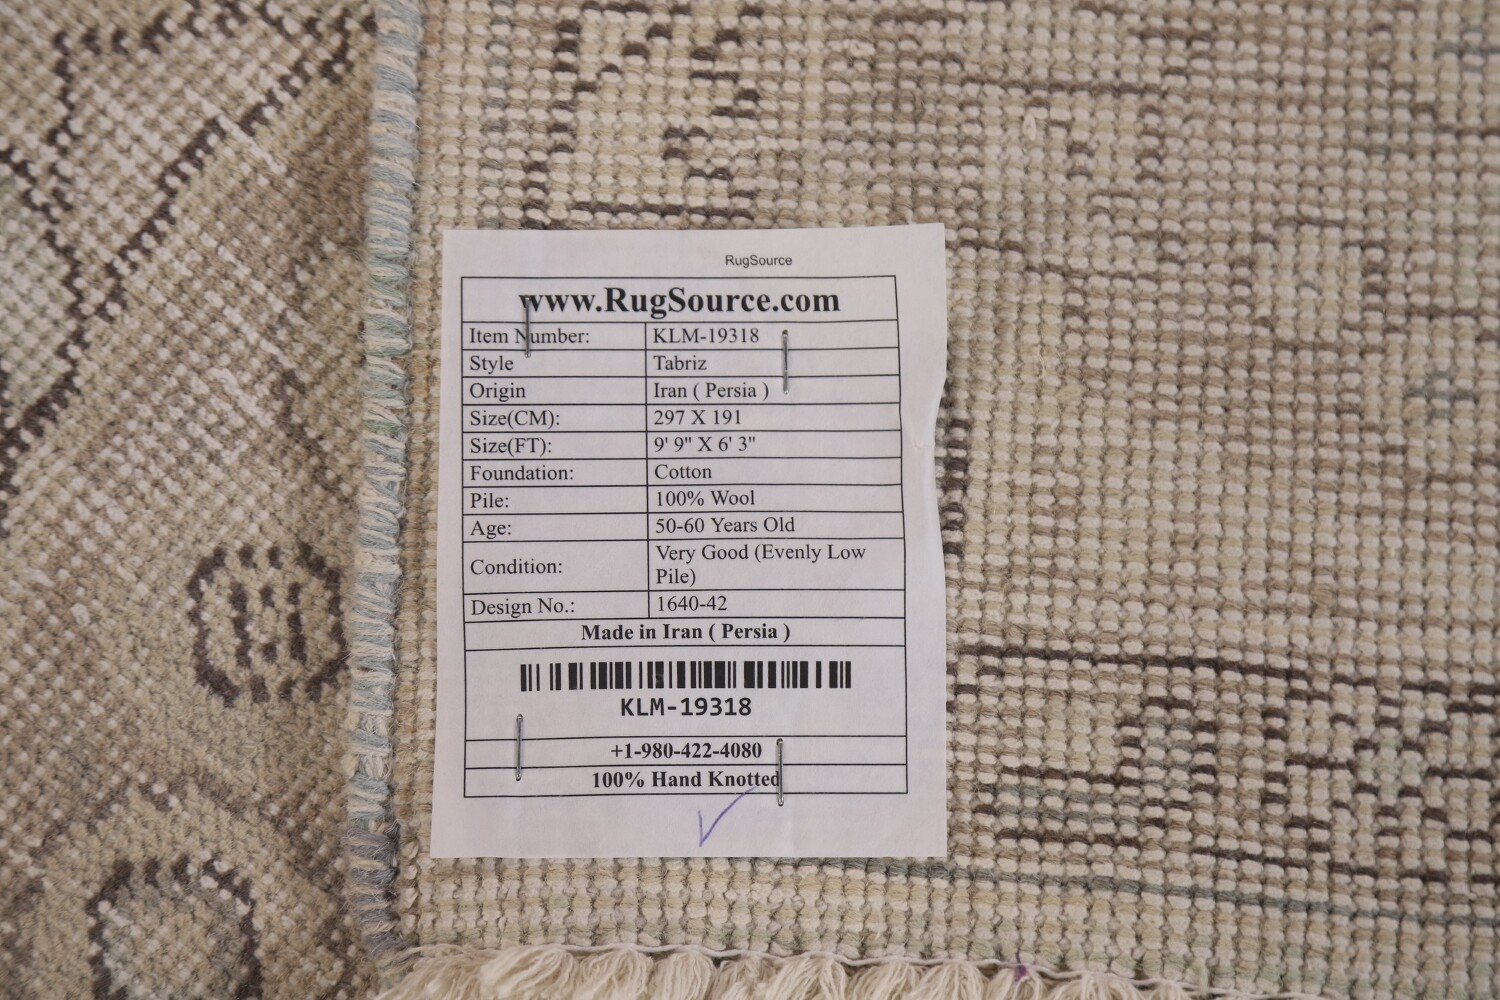 RugSource
www.RugSource.com
Item Number: KLM-19318
Style Tabriz
Origin Iran ( Persia )
Size(CM): 297 X 191
Size(FT): 9' 9" X 6' 3"
Foundation: Cotton
Pile: 100% Wool
Age: 50-60 Years Old
Condition: Very Good (Evenly Low
Pile)
Design No.: 1640-42
Made in Iran ( Persia )
KLM-19318
+1-980-422-4080
100% Hand Knotted